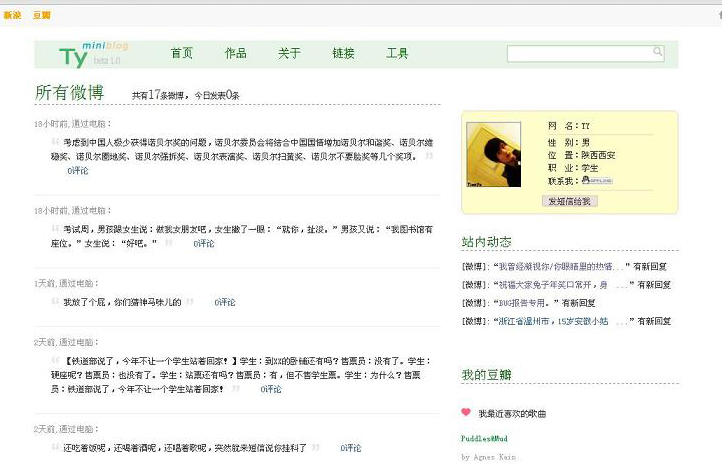 新浪 豆瓣
Ty miniblog beta 1.0
首页 作品 关于 链接 工具
所有微博 共有17条微博,今日发表0条
18小时前,通过电脑:
考虑到中国人极少获得诺贝尔奖的问题,诺贝尔委员会将结合中国国情增加诺贝尔和谐奖、诺贝尔维
稳奖、诺贝尔圈地奖、诺贝尔强拆奖、诺贝尔表演奖、诺贝尔扫黄奖、诺贝尔不要脸奖等几个奖项。
0评论
18小时前,通过电脑:
考试周,男孩跟女生说:做我女朋友吧,女生撇了一眼:“就你,扯淡。”男孩又说:“我图书馆有
座位。”女生说:“好吧。” 0评论
1天前,通过电脑:
我放了个屁,你们猜神马味儿的 0评论
2天前,通过电脑:
【铁道部说了,今年不让一个学生站着回家!】学生:到XX的卧铺还有吗?售票员:没有了。学生:
硬座呢?售票员:也没有了。学生:站票还有吗?售票员:有,但不售学生票。学生:为什么?售票
员:铁道部说了,今年不让一个学生站着回家! 0评论
2天前,通过电脑:
还吃着饭呢,还喝着酒呢,还唱着歌呢,突然就来短信说你挂科了 0评论
网 名:TY
性 别:男
位 置:陕西西安
职 业:学生
联系我: OFFLINE
发短信给我
站内动态
[微博]:“我曾经藐视你/你眼睛里的热情...”有新回复
[微博]:“祝福大家兔子年笑口常开,身 ...”有新回复
[微博]:“BUG报告专用。”有新回复
[微博]:“浙江省温州市,15岁安徽小姑 ...”有新回复
我的豆瓣
我最近喜欢的歌曲
Puddles&Mud
by Agnes Kain